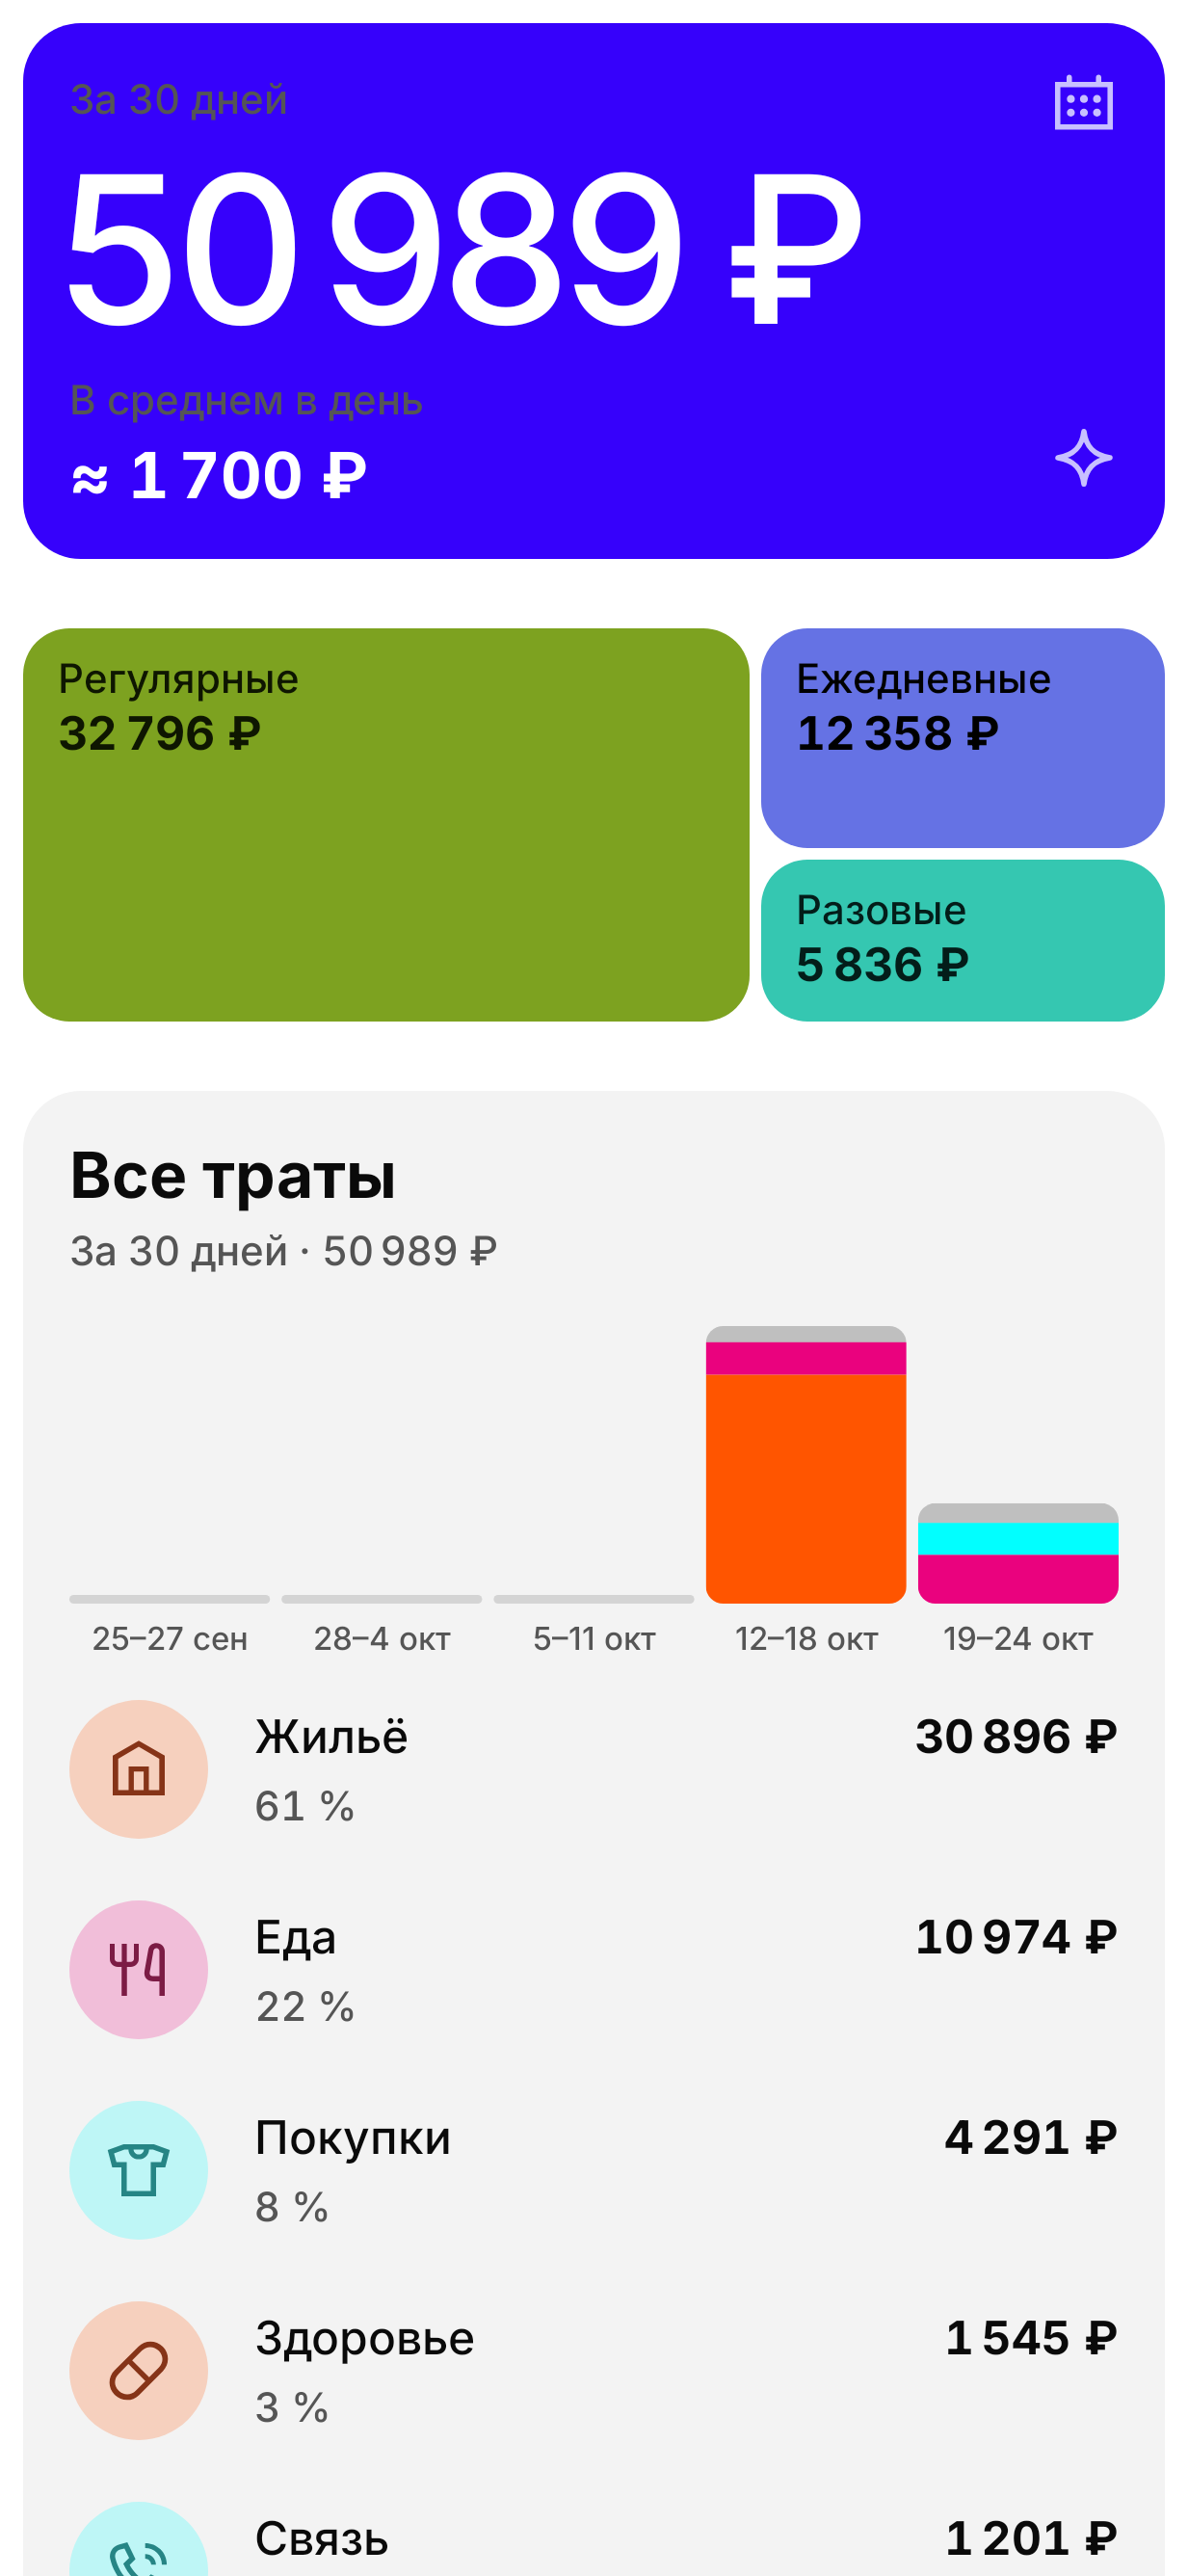 За 30 дней
50 989 ₽
В среднем в день
≈ 1 700 ₽
Регулярные
32 796 ₽
Ежедневные
12 358 ₽
Разовые
5 836 ₽
Все траты
За 30 дней · 50 989 ₽
25–27 сен
28–4 окт
5–11 окт
12–18 окт
19–24 окт
Жильё
30 896 ₽
61 %
Еда
10 974 ₽
22 %
Покупки
4 291 ₽
8 %
Здоровье
1 545 ₽
3 %
Связь
1 201 ₽